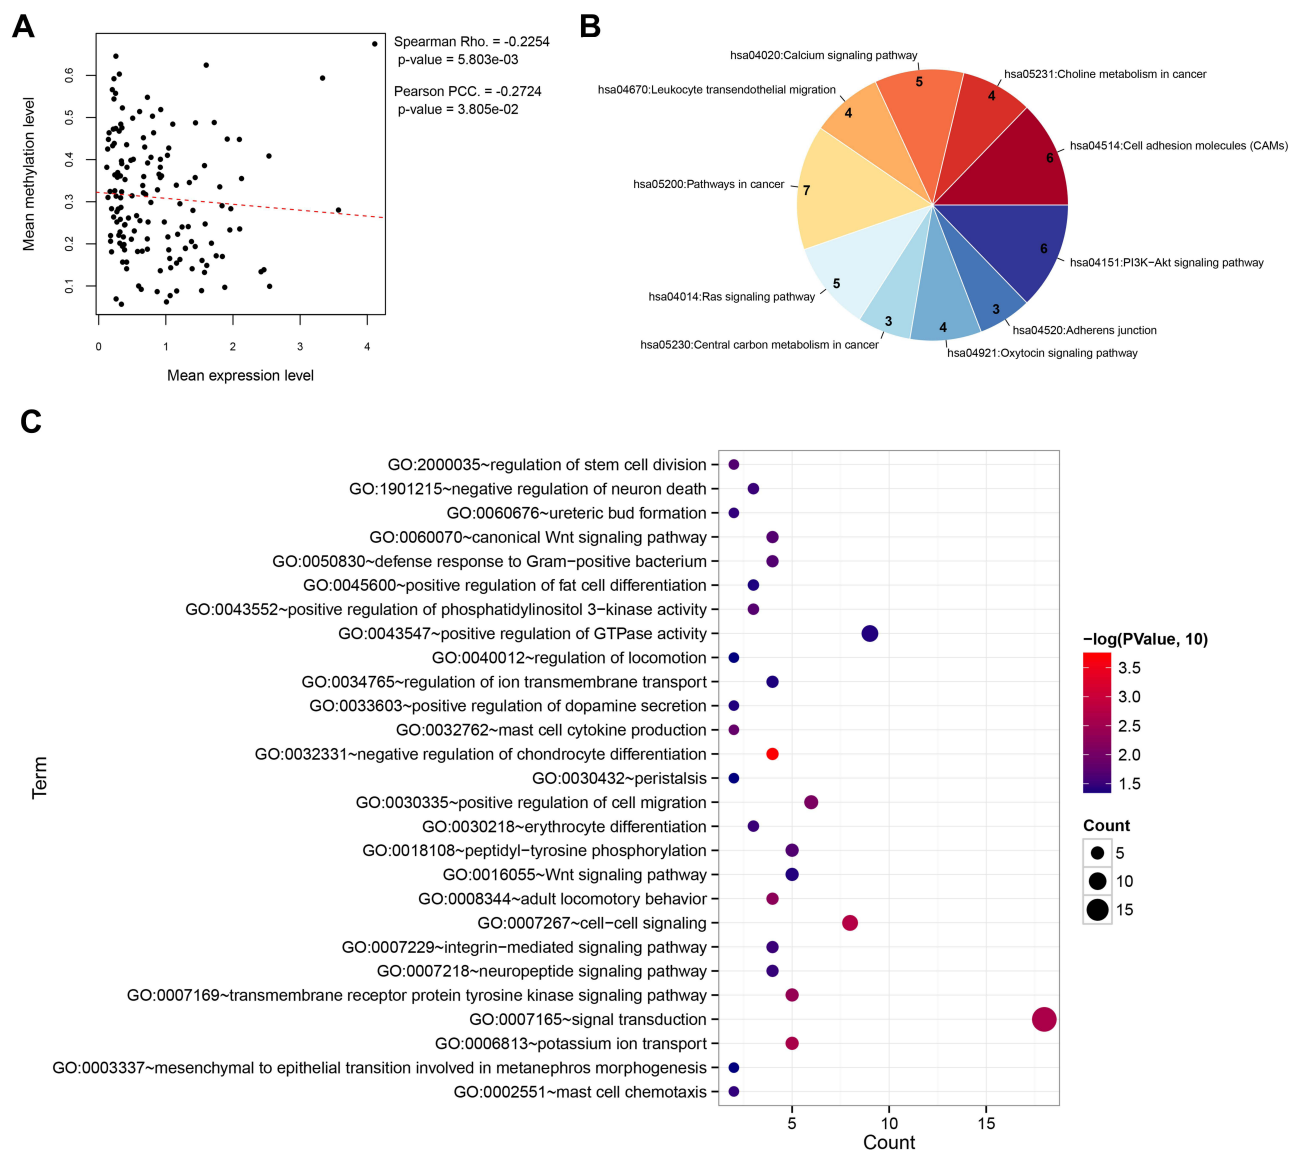 A
Spearman Rho. = -0.2254
p-value = 5.803e-03
Pearson PCC. = -0.2724
p-value = 3.805e-02
Mean methylation level
0.6
0.5
0.4
0.3
0.2
0.1
0 1 2 3 4
Mean expression level
B
hsa04020:Calcium signaling pathway
hsa05231:Choline metabolism in cancer
hsa04670:Leukocyte transendothelial migration
hsa04514:Cell adhesion molecules (CAMs)
hsa05200:Pathways in cancer
hsa04151:PI3K−Akt signaling pathway
hsa04014:Ras signaling pathway
hsa04520:Adherens junction
hsa05230:Central carbon metabolism in cancer
hsa04921:Oxytocin signaling pathway
5
4
4
6
7
6
5
3
3
4
C
Term
GO:2000035~regulation of stem cell division
GO:1901215~negative regulation of neuron death
GO:0060676~ureteric bud formation
GO:0060070~canonical Wnt signaling pathway
GO:0050830~defense response to Gram−positive bacterium
GO:0045600~positive regulation of fat cell differentiation
GO:0043552~positive regulation of phosphatidylinositol 3−kinase activity
GO:0043547~positive regulation of GTPase activity
GO:0040012~regulation of locomotion
GO:0034765~regulation of ion transmembrane transport
GO:0033603~positive regulation of dopamine secretion
GO:0032762~mast cell cytokine production
GO:0032331~negative regulation of chondrocyte differentiation
GO:0030432~peristalsis
GO:0030335~positive regulation of cell migration
GO:0030218~erythrocyte differentiation
GO:0018108~peptidyl−tyrosine phosphorylation
GO:0016055~Wnt signaling pathway
GO:0008344~adult locomotory behavior
GO:0007267~cell−cell signaling
GO:0007229~integrin−mediated signaling pathway
GO:0007218~neuropeptide signaling pathway
GO:0007169~transmembrane receptor protein tyrosine kinase signaling pathway
GO:0007165~signal transduction
GO:0006813~potassium ion transport
GO:0003337~mesenchymal to epithelial transition involved in metanephros morphogenesis
GO:0002551~mast cell chemotaxis
5 10 15
Count
−log(PValue, 10)
3.5
3.0
2.5
2.0
1.5
Count
5
10
15